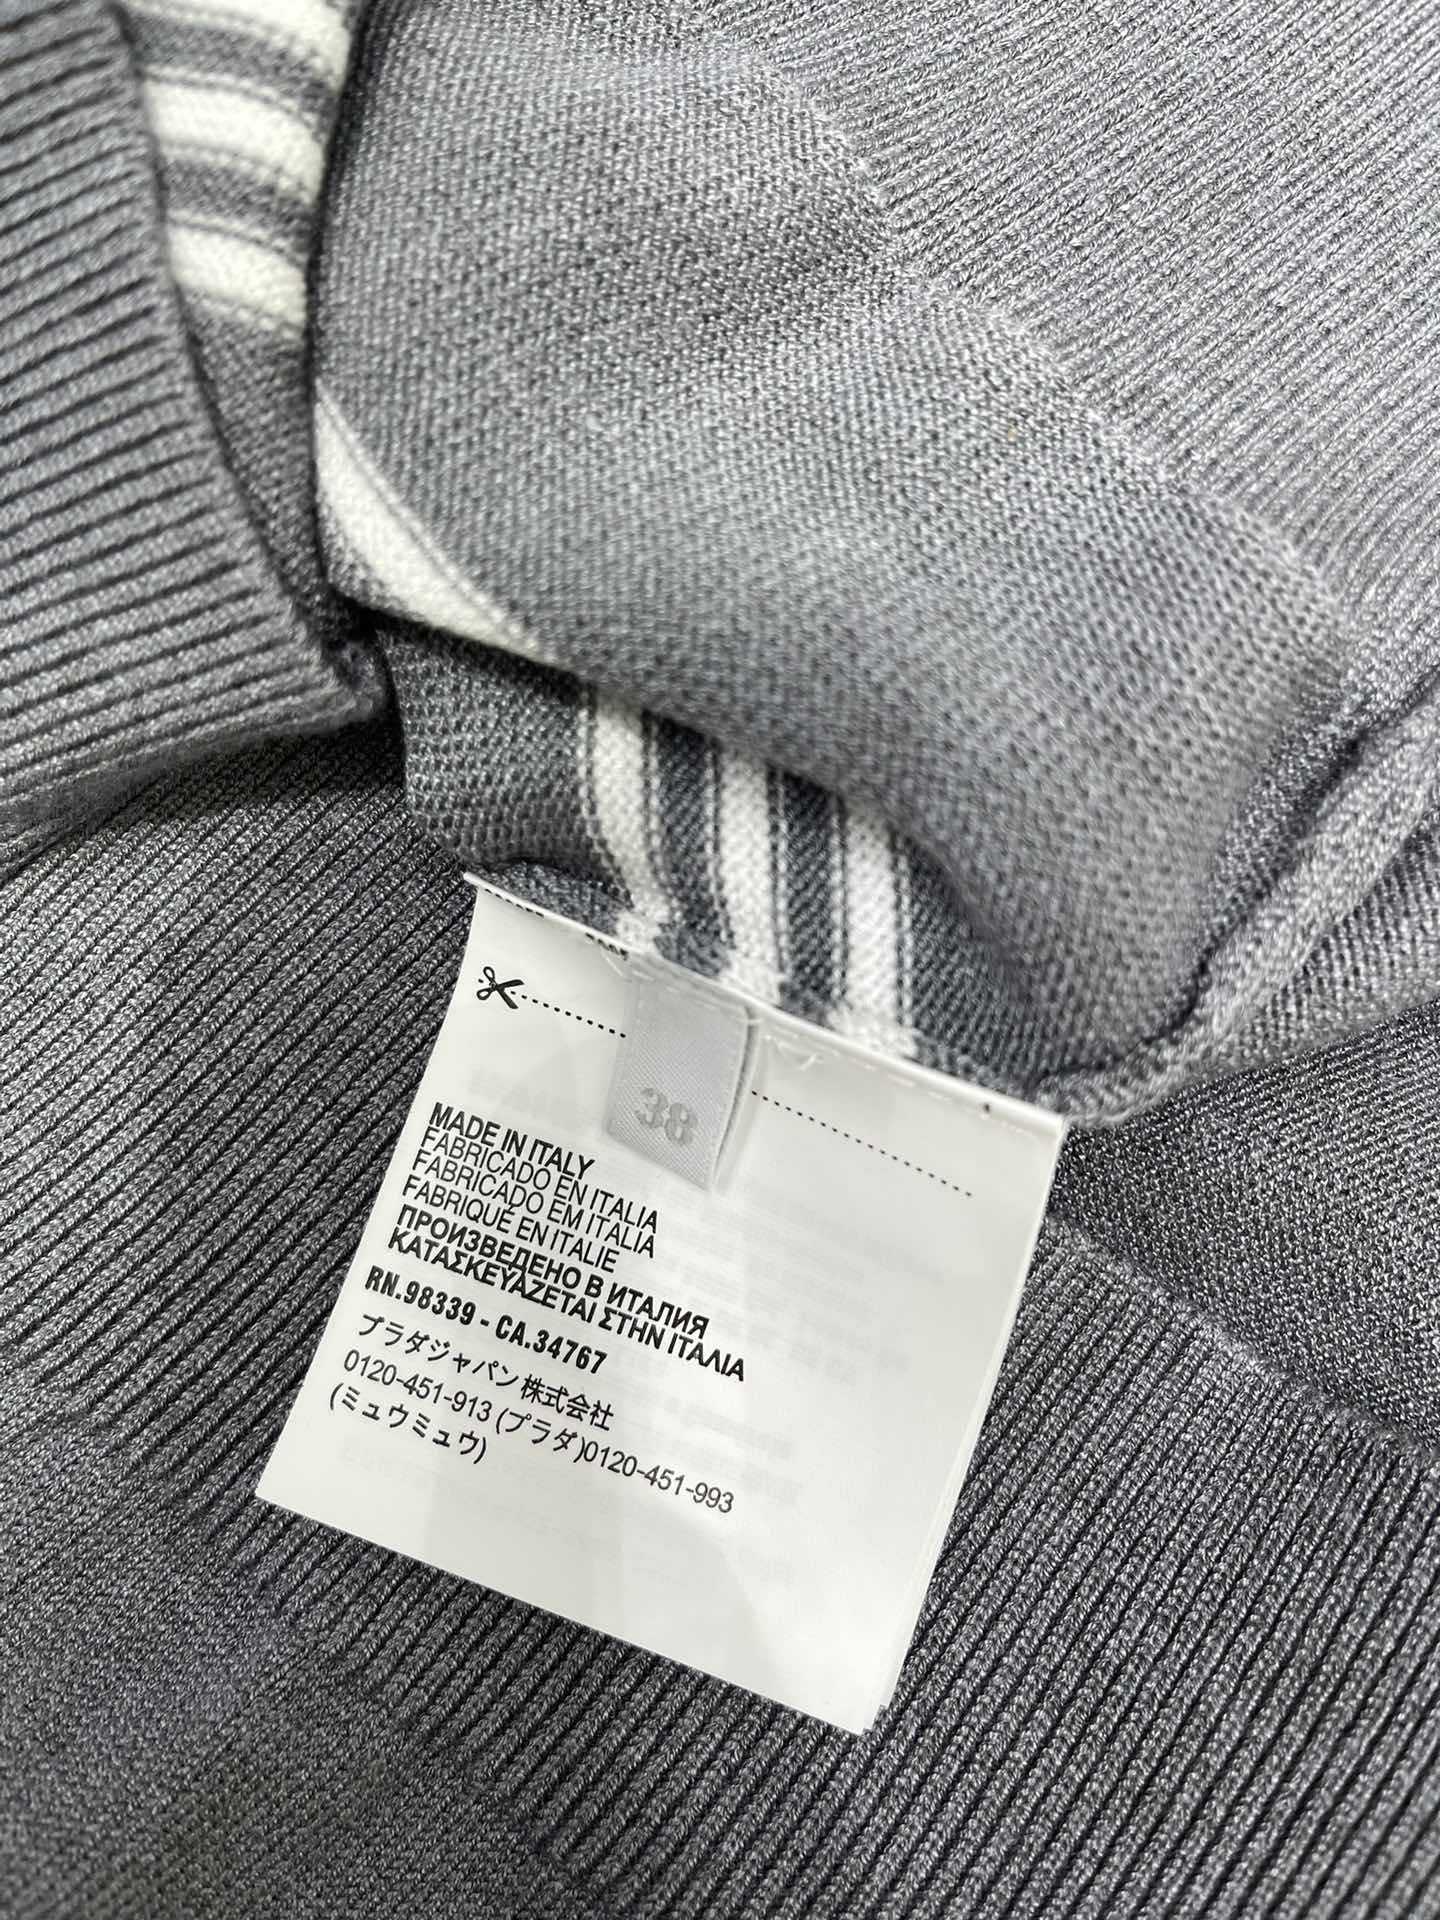 38
MADE IN ITALY
FABRICADO EN ITALIA
FABRICADO EM ITALIA
FABRIQUÉ EN ITALIE
ПРОИЗВЕДЕНО В ИТАЛИЯ
ΚΑΤΑΣΚΕΥΑΖΕΤΑΙ ΣΤΗΝ ΙΤΑΛΙΑ
RN.98339 - CA.34767
プラダジャパン 株式会社
0120-451-913 (プラダ)0120-451-993
(ミュウミュウ)